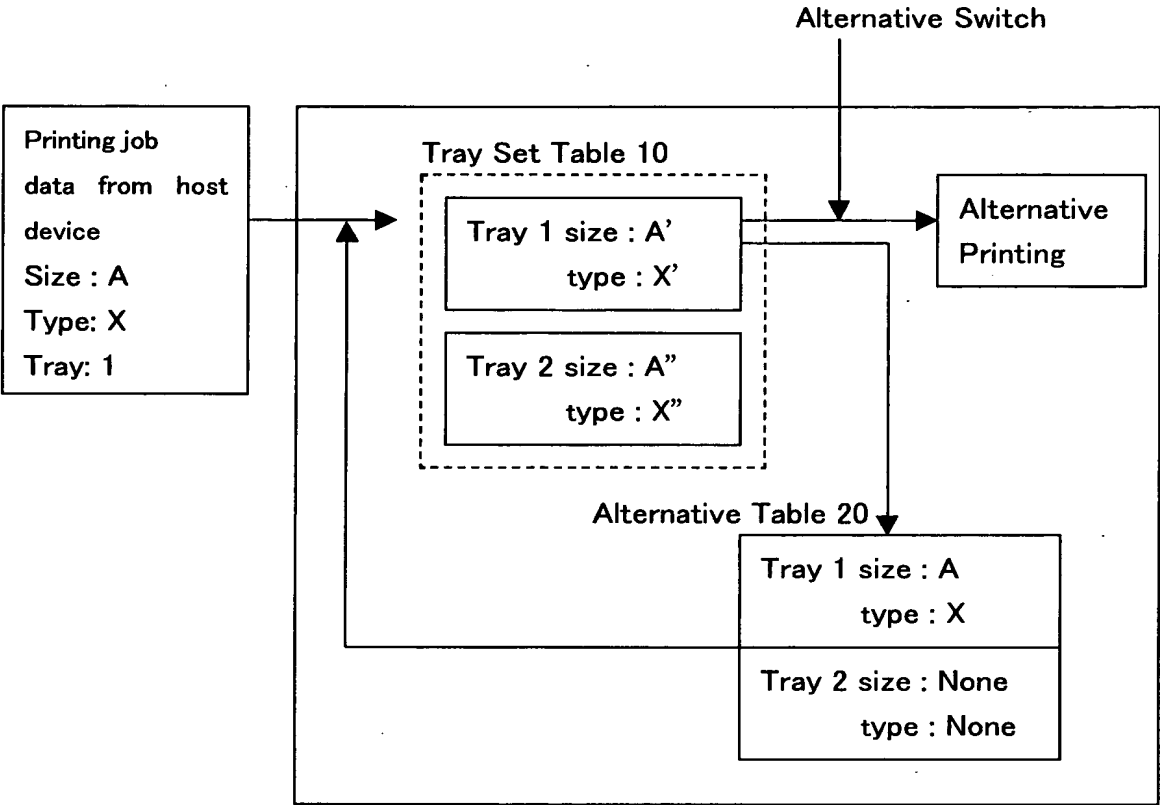 Alternative Switch
Printing job
data from host
device
Size : A
Type: X
Tray: 1
Tray Set Table 10
Tray 1 size : A’
type : X’
Tray 2 size : A”
type : X”
Alternative
Printing
Alternative Table 20
Tray 1 size : A
type : X
Tray 2 size : None
type : None